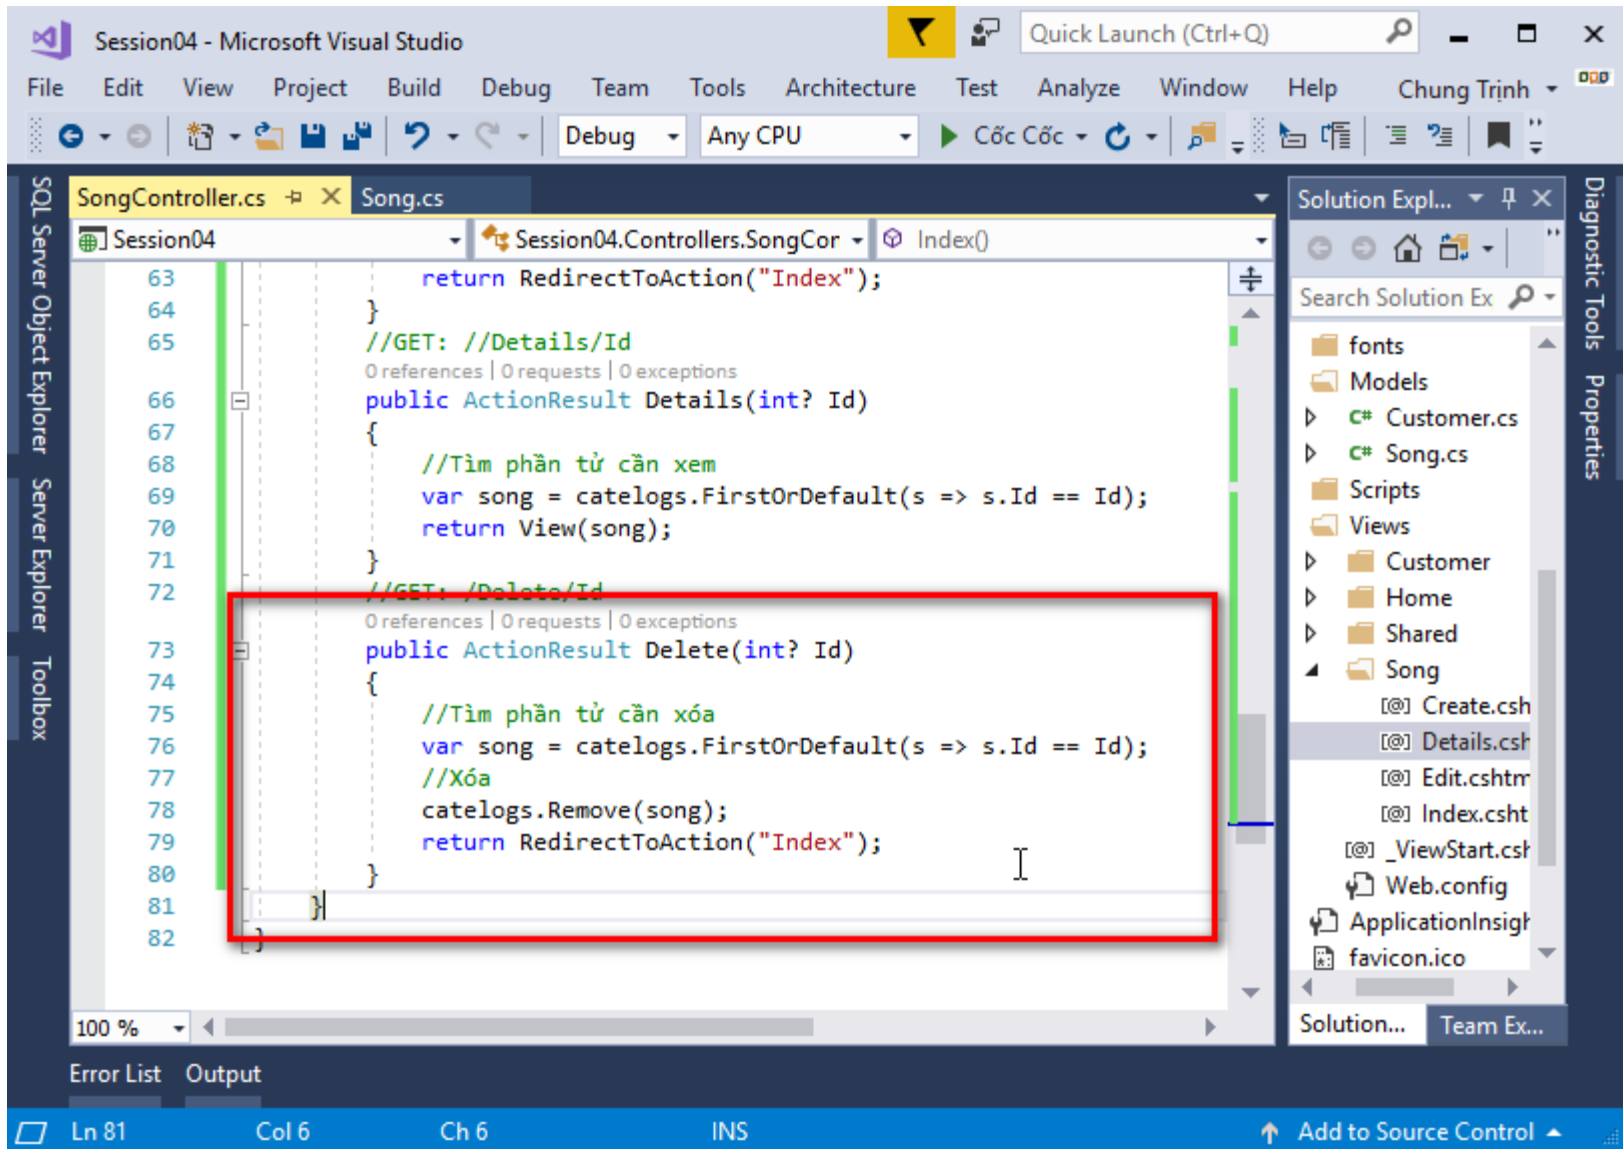 Session04 - Microsoft Visual Studio
Quick Launch (Ctrl+Q)
File Edit View Project Build Debug Team Tools Architecture Test Analyze Window Help Chung Trịnh
Debug Any CPU Cốc Cốc
SQL Server Object Explorer
Server Explorer
Toolbox
SongController.cs Song.cs
Session04 Session04.Controllers.SongCor Index()
63 return RedirectToAction("Index");
64 }
65 //GET: //Details/Id
0 references | 0 requests | 0 exceptions
66 public ActionResult Details(int? Id)
67 {
68 //Tìm phần tử cần xem
69 var song = catelogs.FirstOrDefault(s => s.Id == Id);
70 return View(song);
71 }
72 //GET: /Delete/Id
0 references | 0 requests | 0 exceptions
73 public ActionResult Delete(int? Id)
74 {
75 //Tìm phần tử cần xóa
76 var song = catelogs.FirstOrDefault(s => s.Id == Id);
77 //Xóa
78 catelogs.Remove(song);
79 return RedirectToAction("Index");
80 }
81 }
82 }
100 %
Solution Expl...
Search Solution Ex
fonts
Models
C# Customer.cs
C# Song.cs
Scripts
Views
Customer
Home
Shared
Song
[@] Create.csh
[@] Details.csh
[@] Edit.cshtm
[@] Index.csht
[@] _ViewStart.csh
Web.config
ApplicationInsigh
favicon.ico
Solution... Team Ex...
Diagnostic Tools
Properties
Error List Output
Ln 81 Col 6 Ch 6 INS Add to Source Control